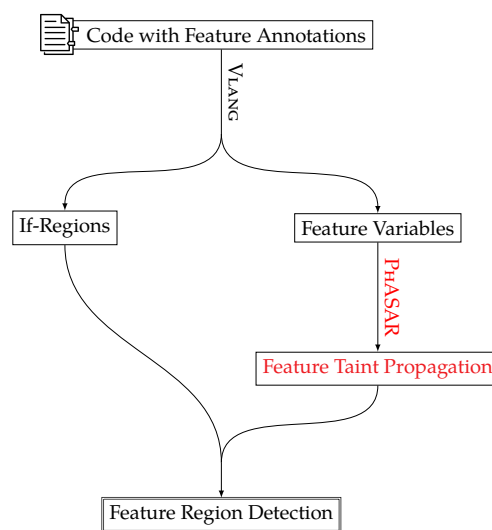 Code with Feature Annotations
VLANG
If-Regions
Feature Variables
PHASAR
Feature Taint Propagation
Feature Region Detection